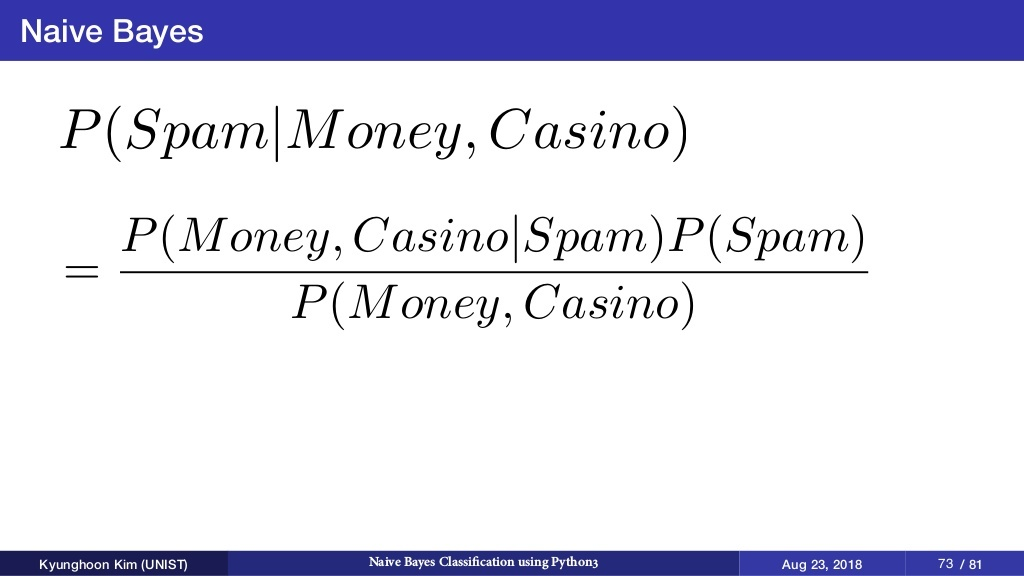 Naive Bayes
P(Spam|Money, Casino)
= P(Money, Casino|Spam)P(Spam)
P(Money, Casino)
Kyunghoon Kim (UNIST) Naive Bayes Classification using Python3 Aug 23, 2018 73 / 81